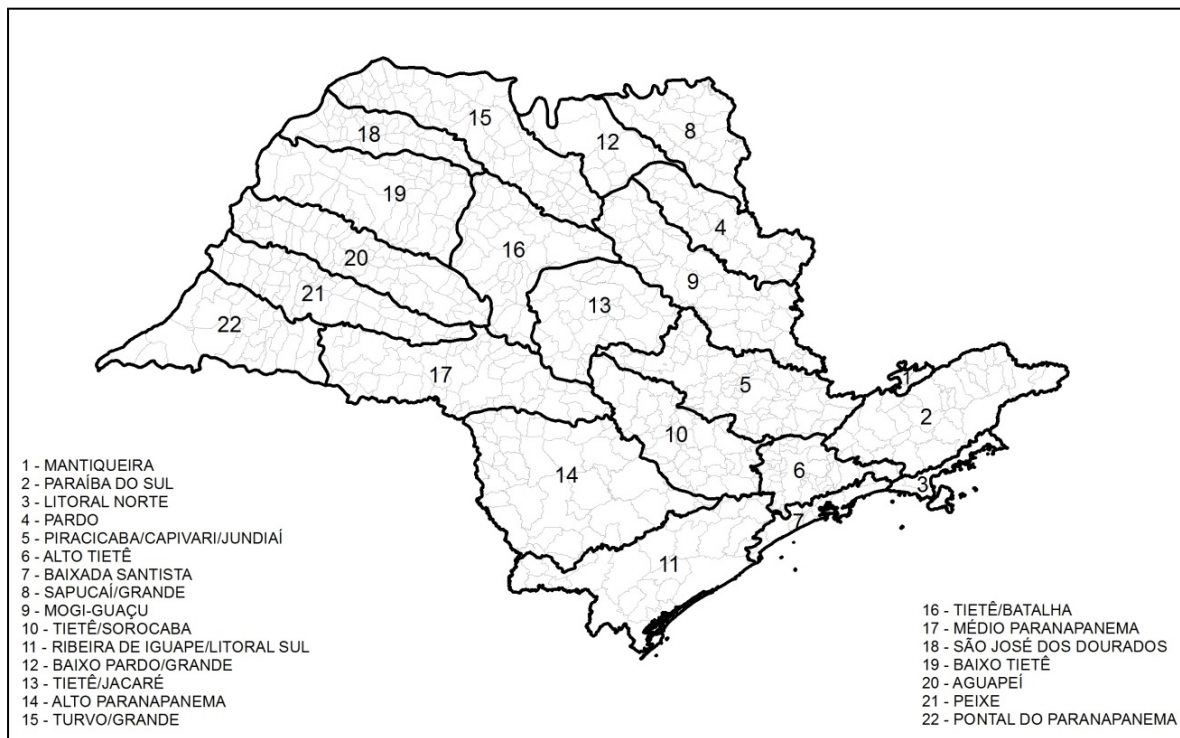 15
8
18
12
19
4
16
20
9
13
21
22
17
5
1
2
10
6
14
3
7
11
1 - MANTIQUEIRA
2 - PARAÍBA DO SUL
3 - LITORAL NORTE
4 - PARDO
5 - PIRACICABA/CAPIVARI/JUNDIAÍ
6 - ALTO TIETÊ
7 - BAIXADA SANTISTA
8 - SAPUCAÍ/GRANDE
9 - MOGI-GUAÇU
10 - TIETÊ/SOROCABA
11 - RIBEIRA DE IGUAPE/LITORAL SUL
12 - BAIXO PARDO/GRANDE
13 - TIETÊ/JACARÉ
14 - ALTO PARANAPANEMA
15 - TURVO/GRANDE
16 - TIETÊ/BATALHA
17 - MÉDIO PARANAPANEMA
18 - SÃO JOSÉ DOS DOURADOS
19 - BAIXO TIETÊ
20 - AGUAPEÍ
21 - PEIXE
22 - PONTAL DO PARANAPANEMA